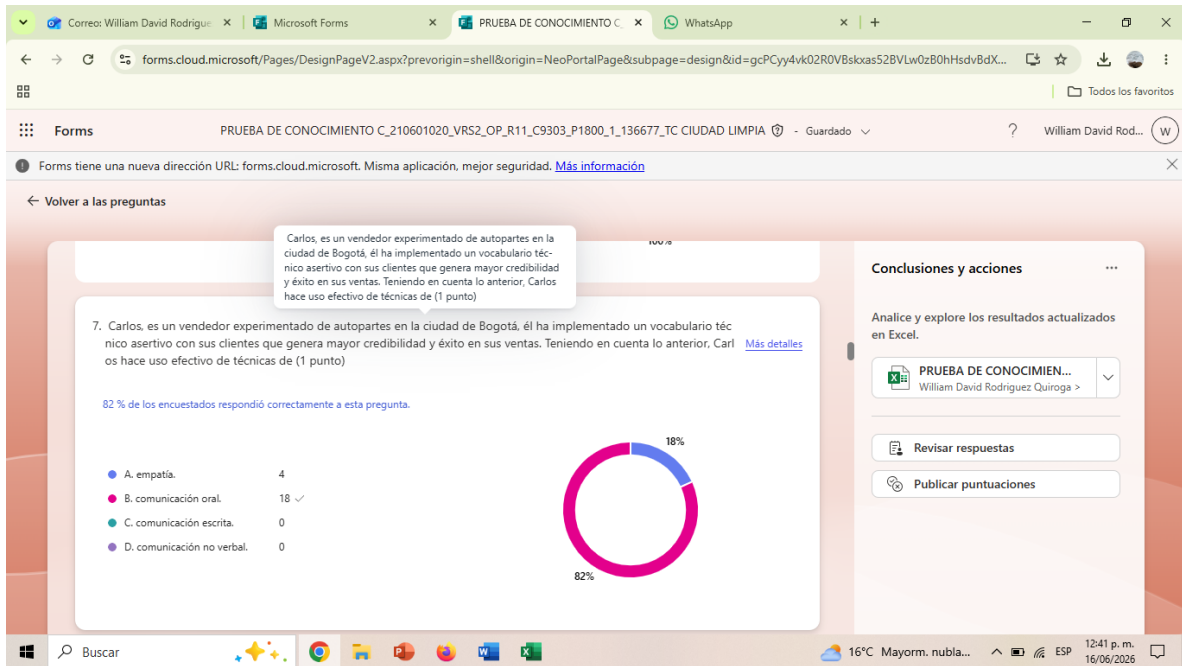 Correo: William David Rodrigue
Microsoft Forms
PRUEBA DE CONOCIMIENTO C_
WhatsApp
forms.cloud.microsoft/Pages/DesignPageV2.aspx?prevorigin=shell&origin=NeoPortalPage&subpage=design&id=gcPCyy4vk02R0VBskxas52BVLw0zB0hHsdvBdX...
Todos los favoritos
Forms
PRUEBA DE CONOCIMIENTO C_210601020_VRS2_OP_R11_C9303_P1800_1_136677_TC CIUDAD LIMPIA - Guardado
? William David Rod... W
Forms tiene una nueva dirección URL: forms.cloud.microsoft. Misma aplicación, mejor seguridad. Más información
Volver a las preguntas
Carlos, es un vendedor experimentado de autopartes en la
ciudad de Bogotá, él ha implementado un vocabulario téc-
nico asertivo con sus clientes que genera mayor credibilidad
y éxito en sus ventas. Teniendo en cuenta lo anterior, Carlos
hace uso efectivo de técnicas de (1 punto)
100%
7. Carlos, es un vendedor experimentado de autopartes en la ciudad de Bogotá, él ha implementado un vocabulario téc
nico asertivo con sus clientes que genera mayor credibilidad y éxito en sus ventas. Teniendo en cuenta lo anterior, Carl
os hace uso efectivo de técnicas de (1 punto)
Más detalles
82 % de los encuestados respondió correctamente a esta pregunta.
A. empatía. 4
B. comunicación oral. 18
C. comunicación escrita. 0
D. comunicación no verbal. 0
18%
82%
Conclusiones y acciones
Analice y explore los resultados actualizados
en Excel.
PRUEBA DE CONOCIMIEN...
William David Rodriguez Quiroga >
Revisar respuestas
Publicar puntuaciones
Buscar
16°C Mayorm. nubla...
ESP
12:41 p. m.
16/06/2026